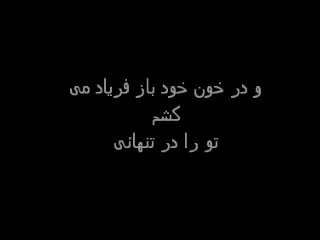 و در خون خود باز فریاد می
کشم
تو را در تنهائی